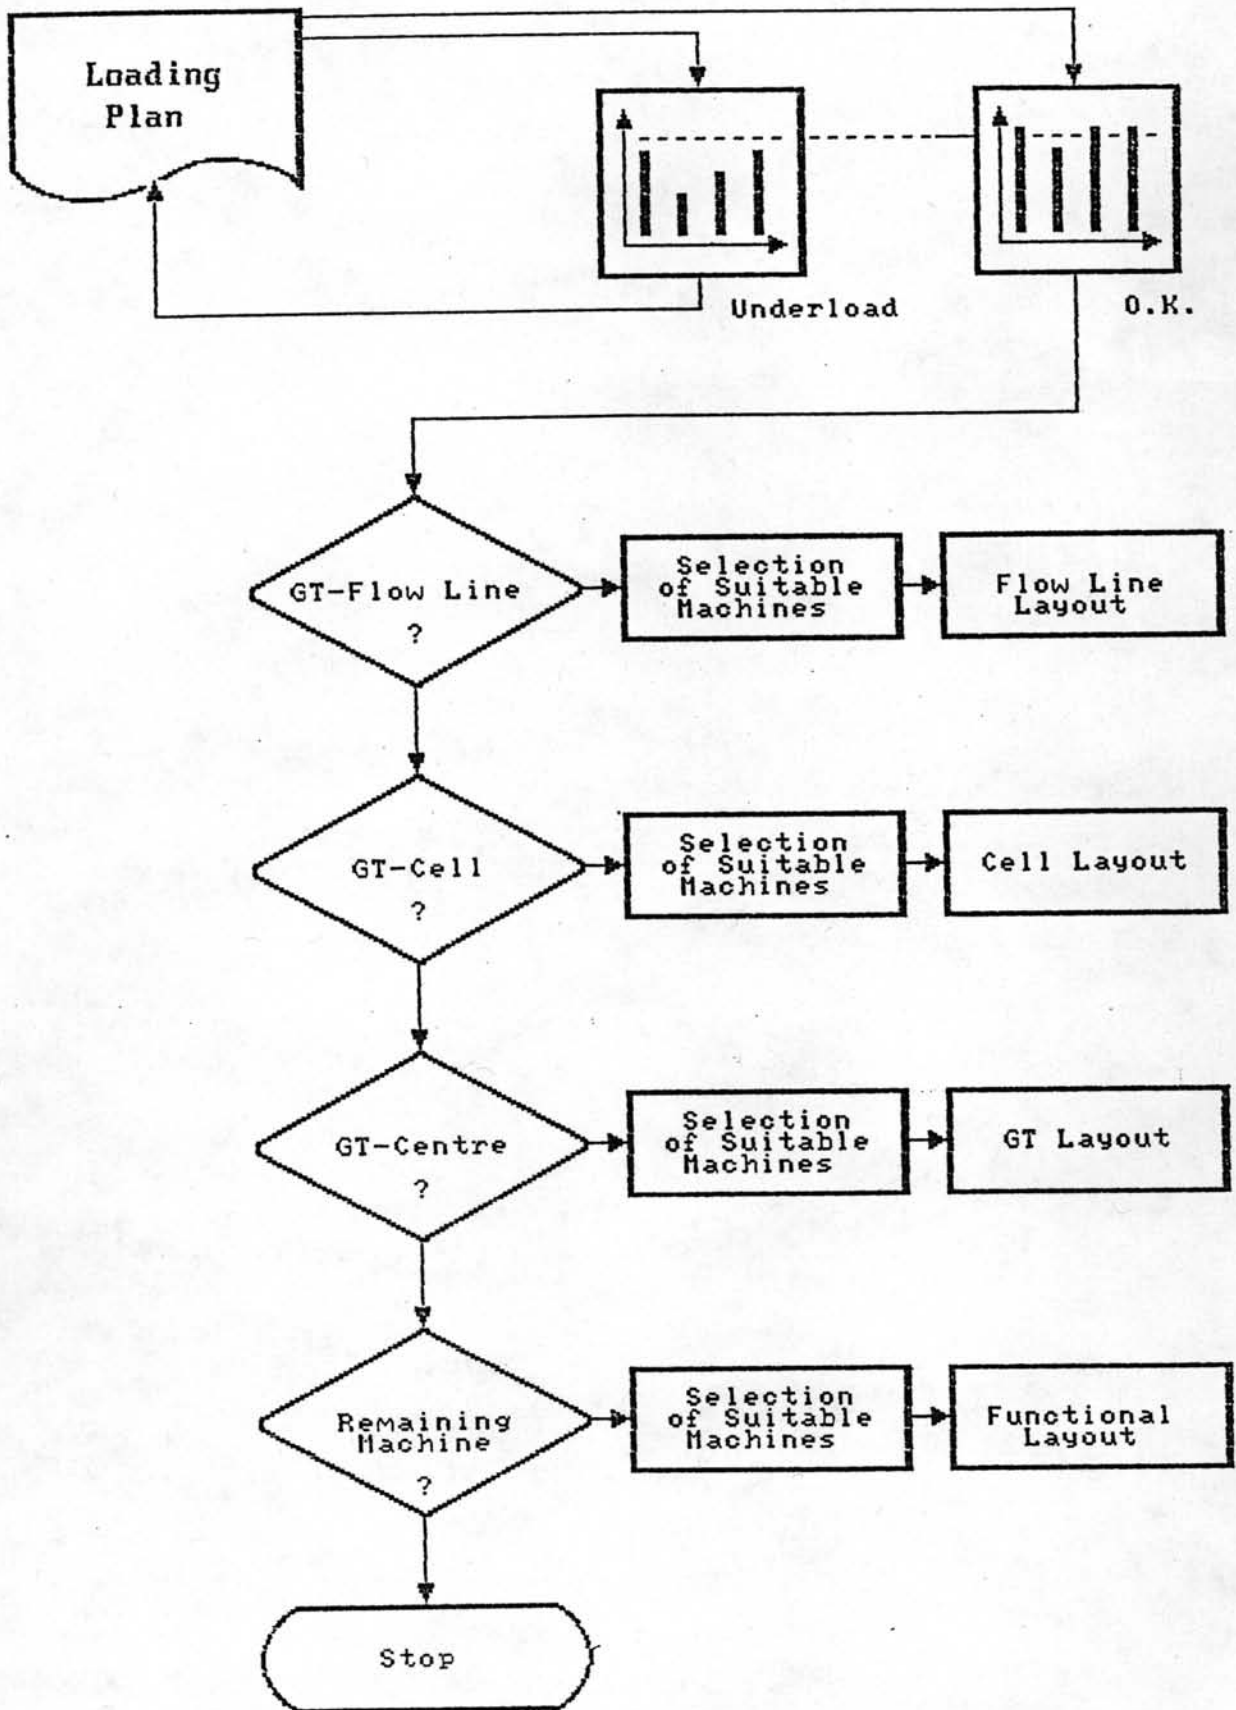 Loading
Plan
Underload
O.K.
GT-Flow Line
?
Selection
of Suitable
Machines
Flow Line
Layout
GT-Cell
?
Selection
of Suitable
Machines
Cell Layout
GT-Centre
?
Selection
of Suitable
Machines
GT Layout
Remaining
Machine
?
Selection
of Suitable
Machines
Functional
Layout
Stop